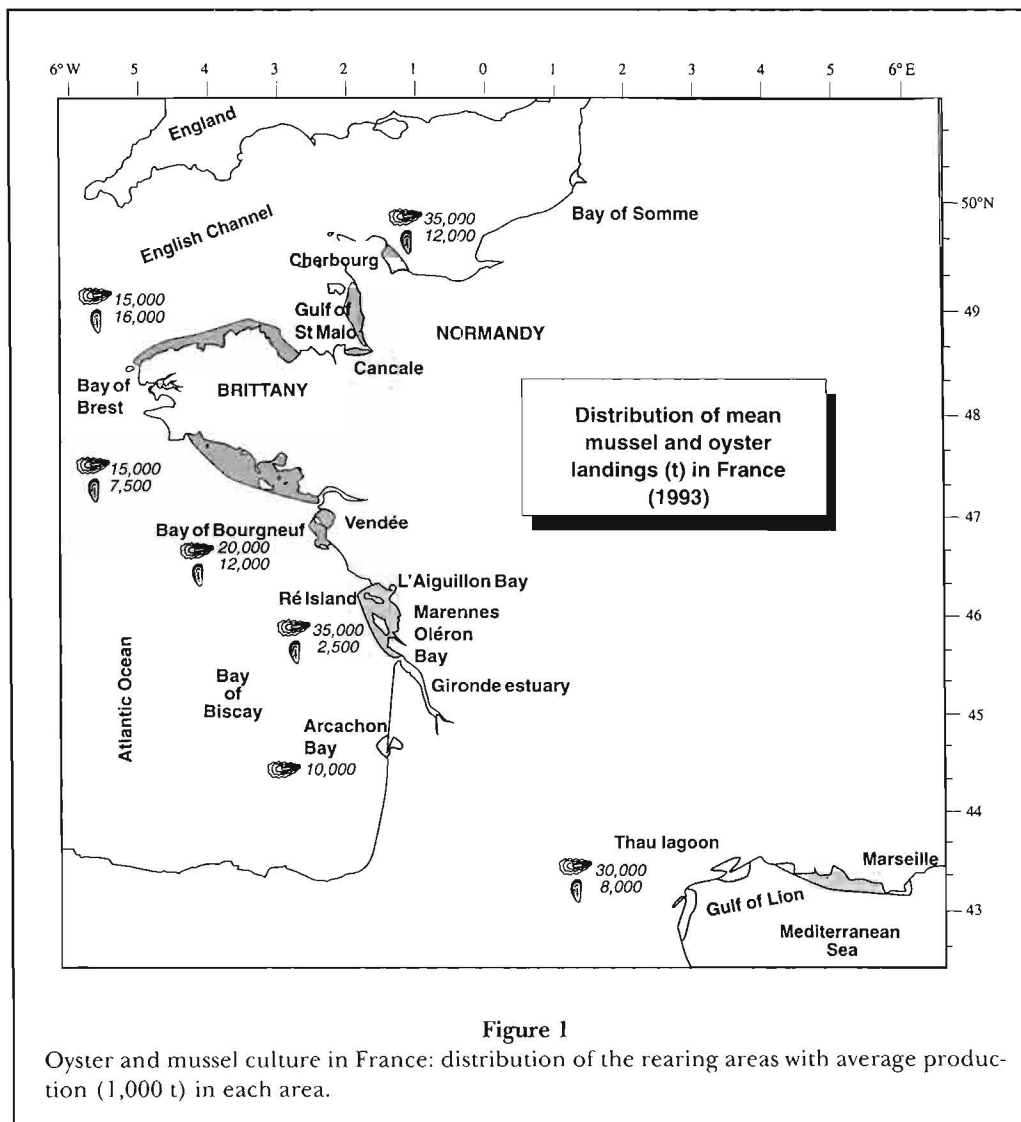 6° W 5 4 3 2 1 0 1 2 3 4 5 6° E
England
English Channel
Bay of Somme
50°N
35,000
12,000
Cherbourg
15,000
16,000
Gulf of
St Malo
NORMANDY
49
Cancale
Bay of
Brest
BRITTANY
48
Distribution of mean
mussel and oyster
landings (t) in France
(1993)
15,000
7,500
47
Vendée
Bay of Bourgneuf
20,000
12,000
L'Aiguillon Bay
Ré Island
46
35,000
2,500
Marennes
Oléron
Bay
Gironde estuary
Atlantic Ocean
Bay
of
Biscay
45
Arcachon
Bay
10,000
44
Thau lagoon
30,000
8,000
Marseille
Gulf of Lion
43
Mediterranean
Sea
Figure 1
Oyster and mussel culture in France: distribution of the rearing areas with average produc-
tion (1,000 t) in each area.